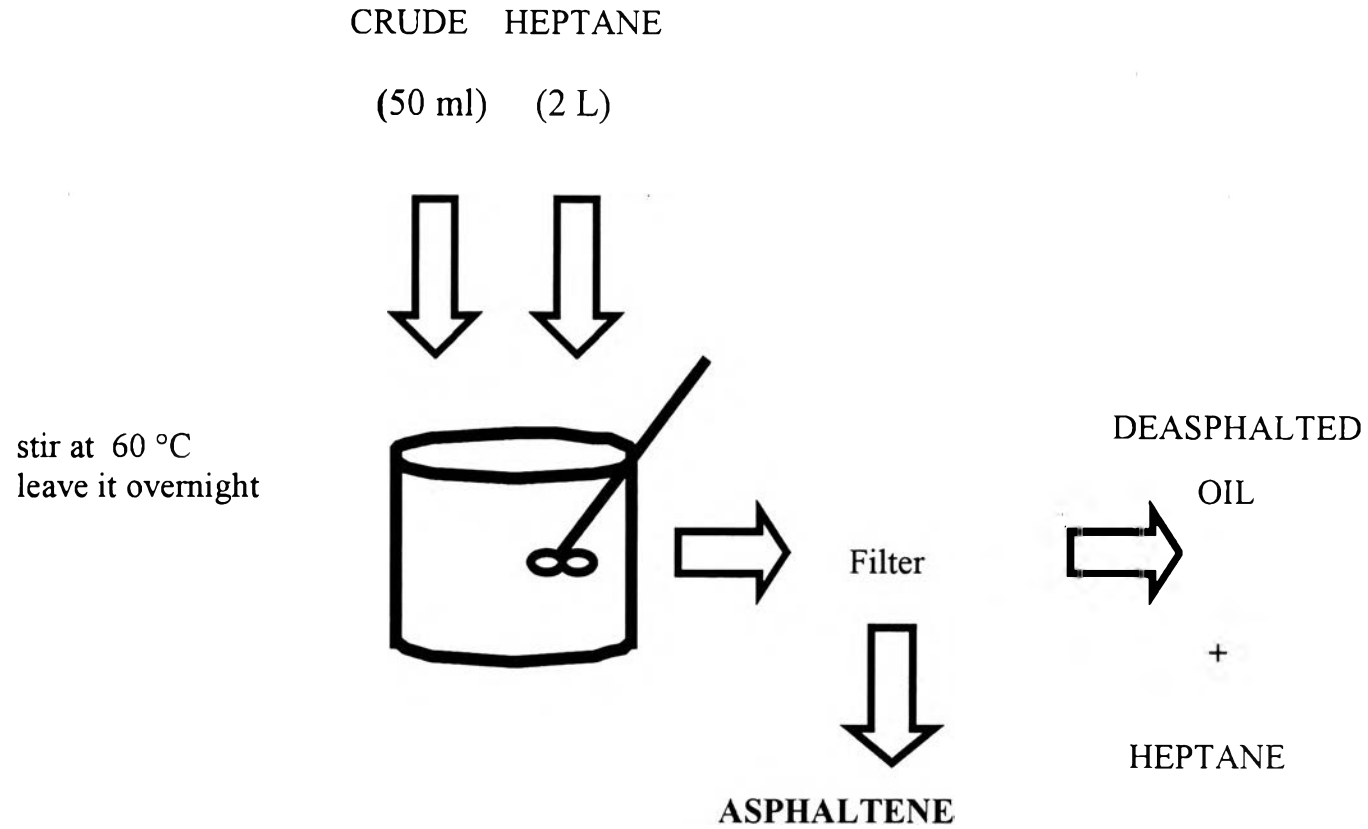 CRUDE HEPTANE
(50 ml) (2 L)
stir at 60 °C
leave it overnight
Filter
DEASPHALTED
OIL
+
HEPTANE
ASPHALTENE